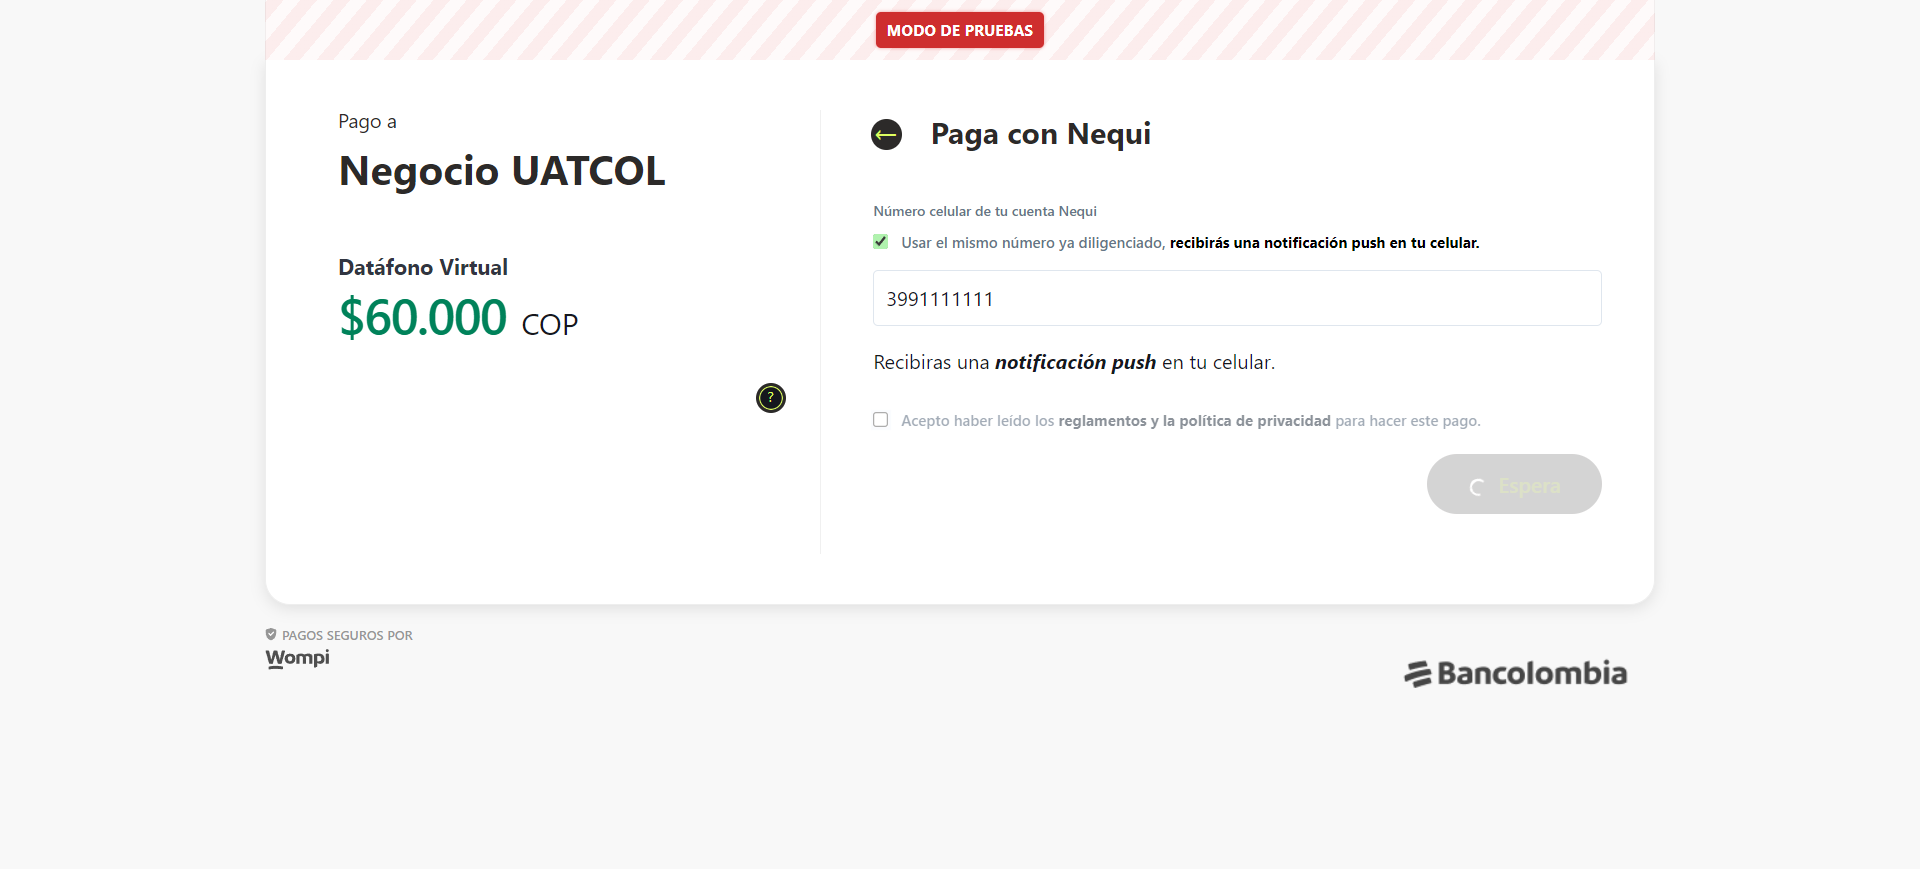 MODO DE PRUEBAS
Pago a
Negocio UATCOL
Datáfono Virtual
$60.000 COP
?
Paga con Nequi
Número celular de tu cuenta Nequi
Usar el mismo número ya diligenciado, recibirás una notificación push en tu celular.
3991111111
Recibiras una notificación push en tu celular.
Acepto haber leído los reglamentos y la política de privacidad para hacer este pago.
Espera
PAGOS SEGUROS POR
Wompi
Bancolombia